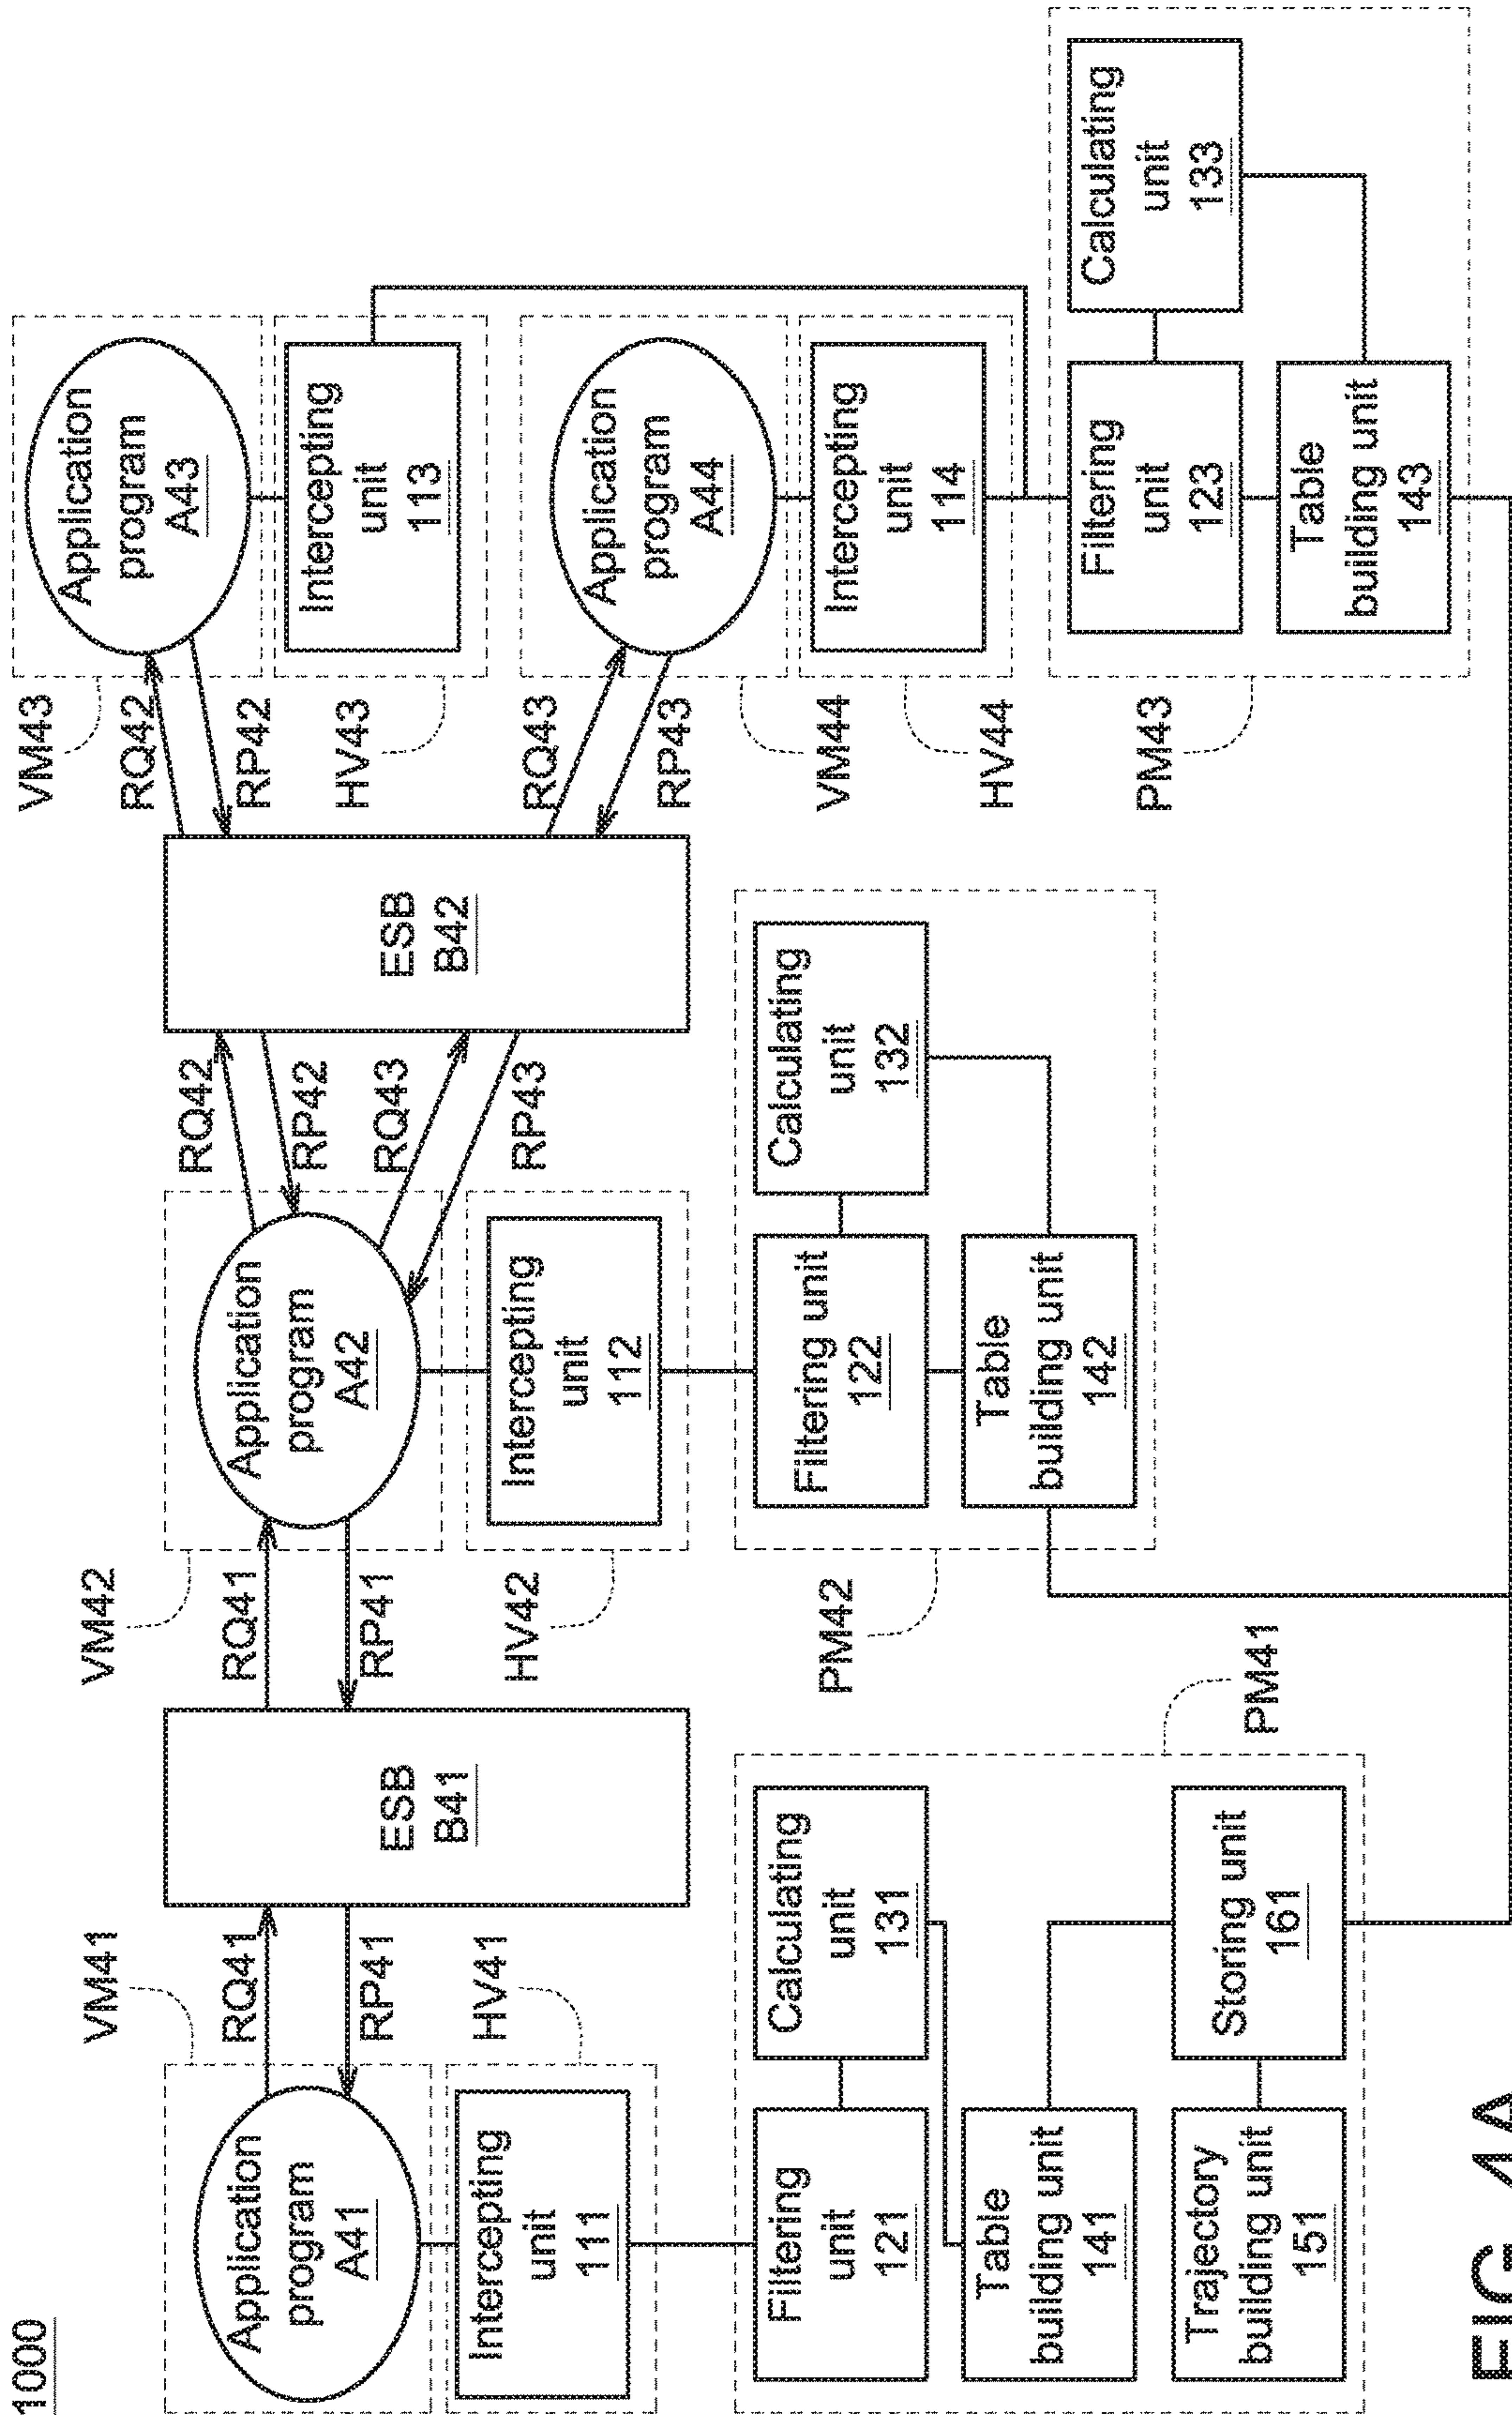 1000
VM41
VM42
VM43
Application
program
A41
RQ41
RP41
ESB
B41
RQ41
RP41
Application
program
A42
RQ42
RP42
RQ43
RP43
ESB
B42
RQ42
RP42
RQ43
RP43
Application
program
A43
HV41
Intercepting
unit
111
HV42
Intercepting
unit
112
HV43
Intercepting
unit
113
VM44
Application
program
A44
HV44
Intercepting
unit
114
PM41
Filtering
unit
121
Calculating
unit
131
Table
building unit
141
Trajectory
building unit
151
Storing unit
161
PM42
Filtering unit
122
Calculating
unit
132
Table
building unit
142
PM43
Filtering
unit
123
Calculating
unit
133
Table
building unit
143
FIG. 4A